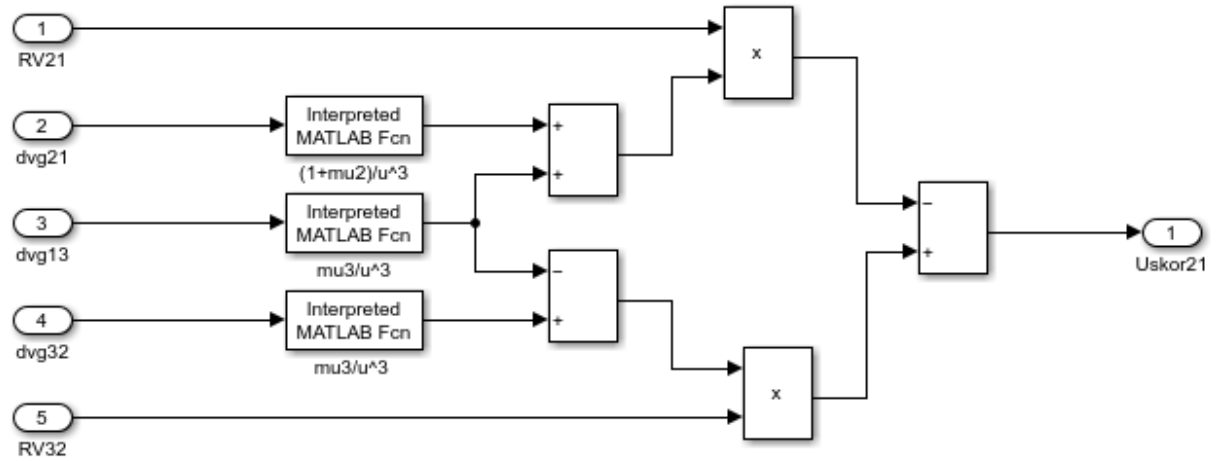 1
RV21
x
2
dvg21
Interpreted
MATLAB Fcn
(1+mu2)/u^3
+
+
3
dvg13
Interpreted
MATLAB Fcn
mu3/u^3
−
+
4
dvg32
Interpreted
MATLAB Fcn
mu3/u^3
x
5
RV32
−
+
1
Uskor21